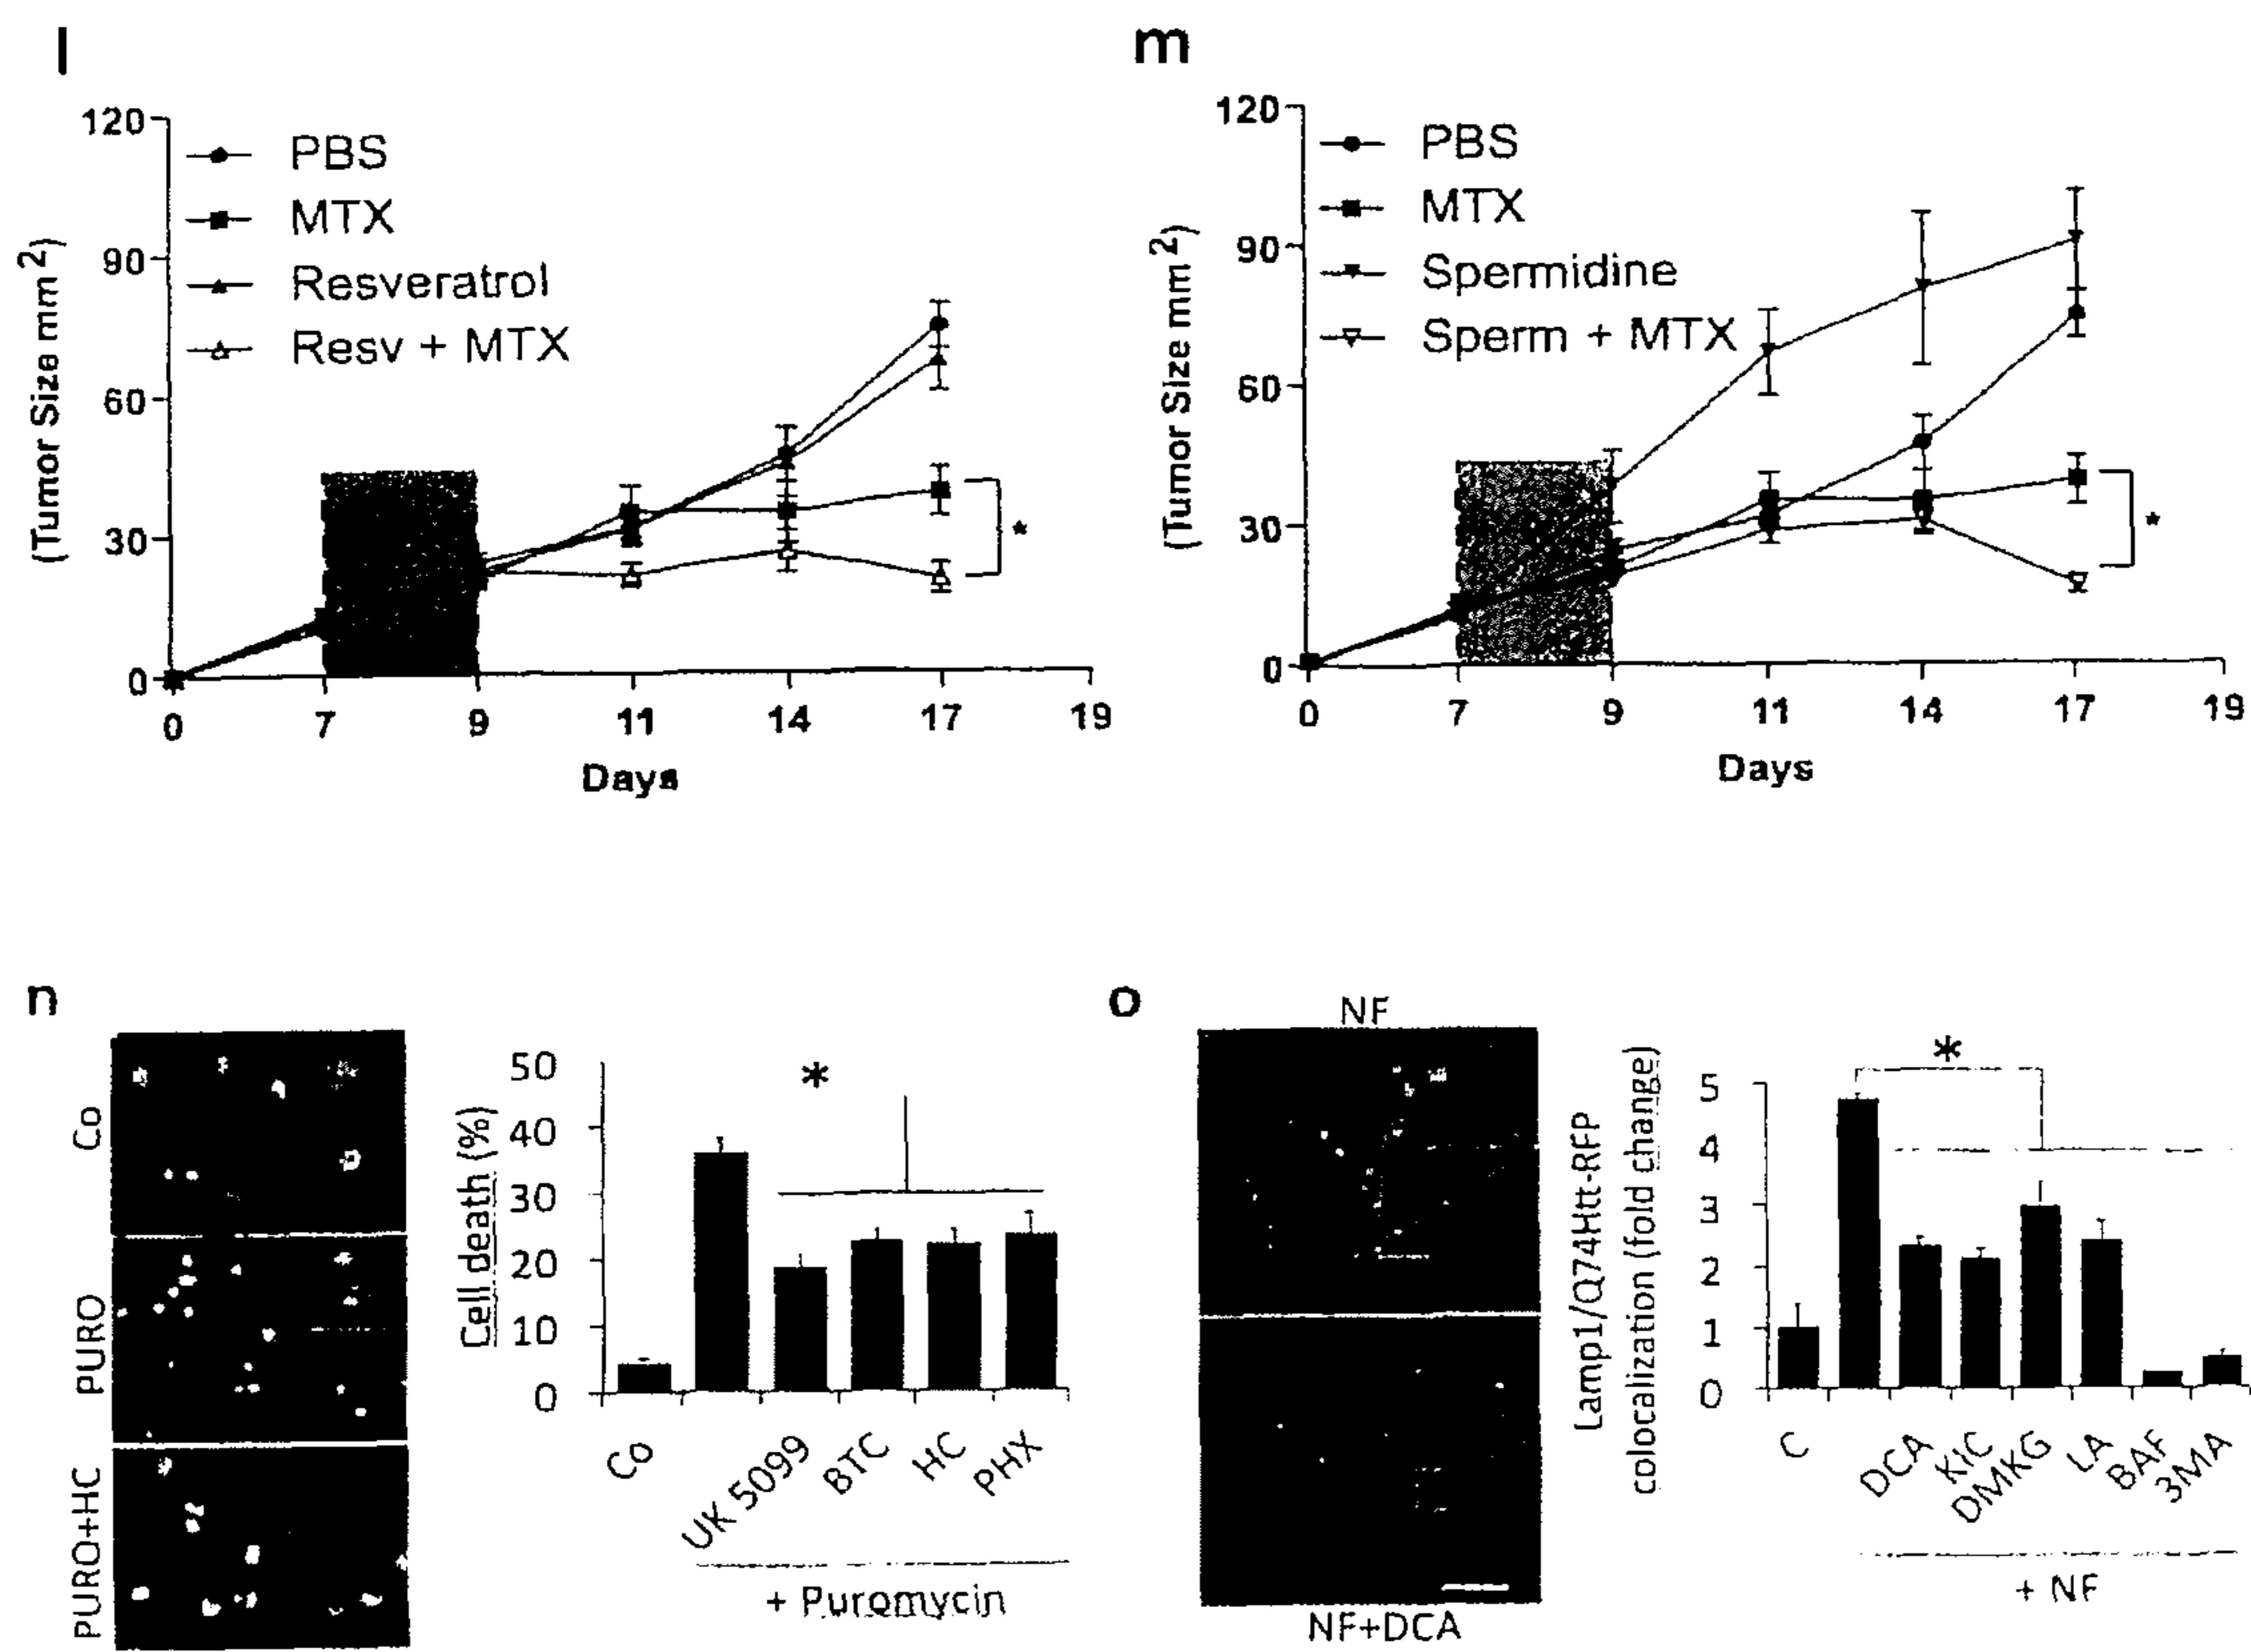 l
120
90
60
30
0
(Tumor Size mm²)
PBS
MTX
Resveratrol
Resv + MTX
*
0 7 9 11 14 17 19
Days
m
120
90
60
30
0
(Tumor Size mm²)
PBS
MTX
Spermidine
Sperm + MTX
*
0 7 9 11 14 17 19
Days
n
Co
PURO
PURO+HC
Cell death (%)
50
40
30
20
10
0
*
Co UK 5099 BTC HC PHX
+ Puromycin
o
NF
NF+DCA
Lamp1/Q74Htt-RFP
colocalization (fold change)
5
4
3
2
1
0
*
C DCA KIC DMKG LA BAF 3MA
+ NF